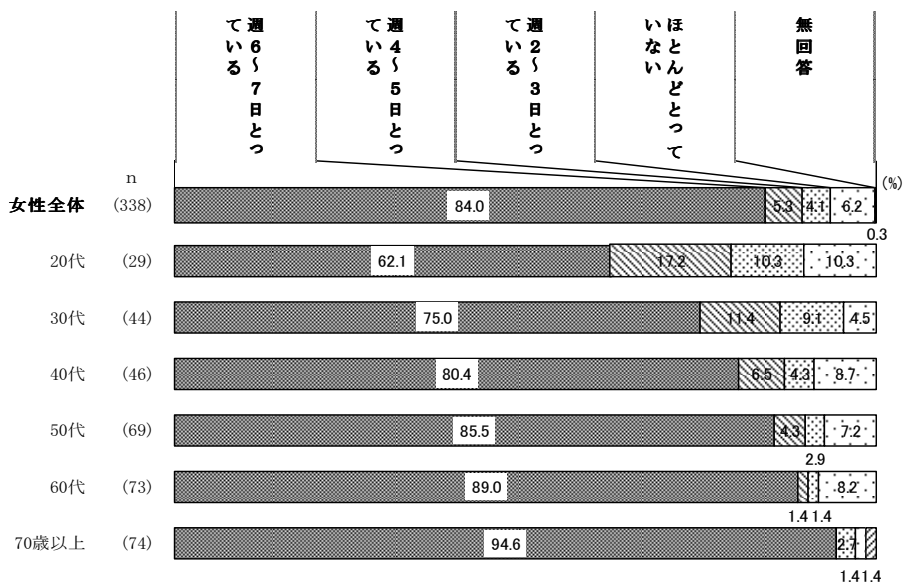 週6～7日とっ
ている
週4～5日とっ
ている
週2～3日とっ
ている
ほとんどとって
いない
無回答
n
(%)
女性全体 (338) 84.0 5.3 4.1 6.2
0.3
20代 (29) 62.1 17.2 10.3 10.3
30代 (44) 75.0 11.4 9.1 4.5
40代 (46) 80.4 6.5 4.3 8.7
50代 (69) 85.5 4.3 7.2
2.9
60代 (73) 89.0 8.2
1.4 1.4
70歳以上 (74) 94.6 2.7
1.4 1.4